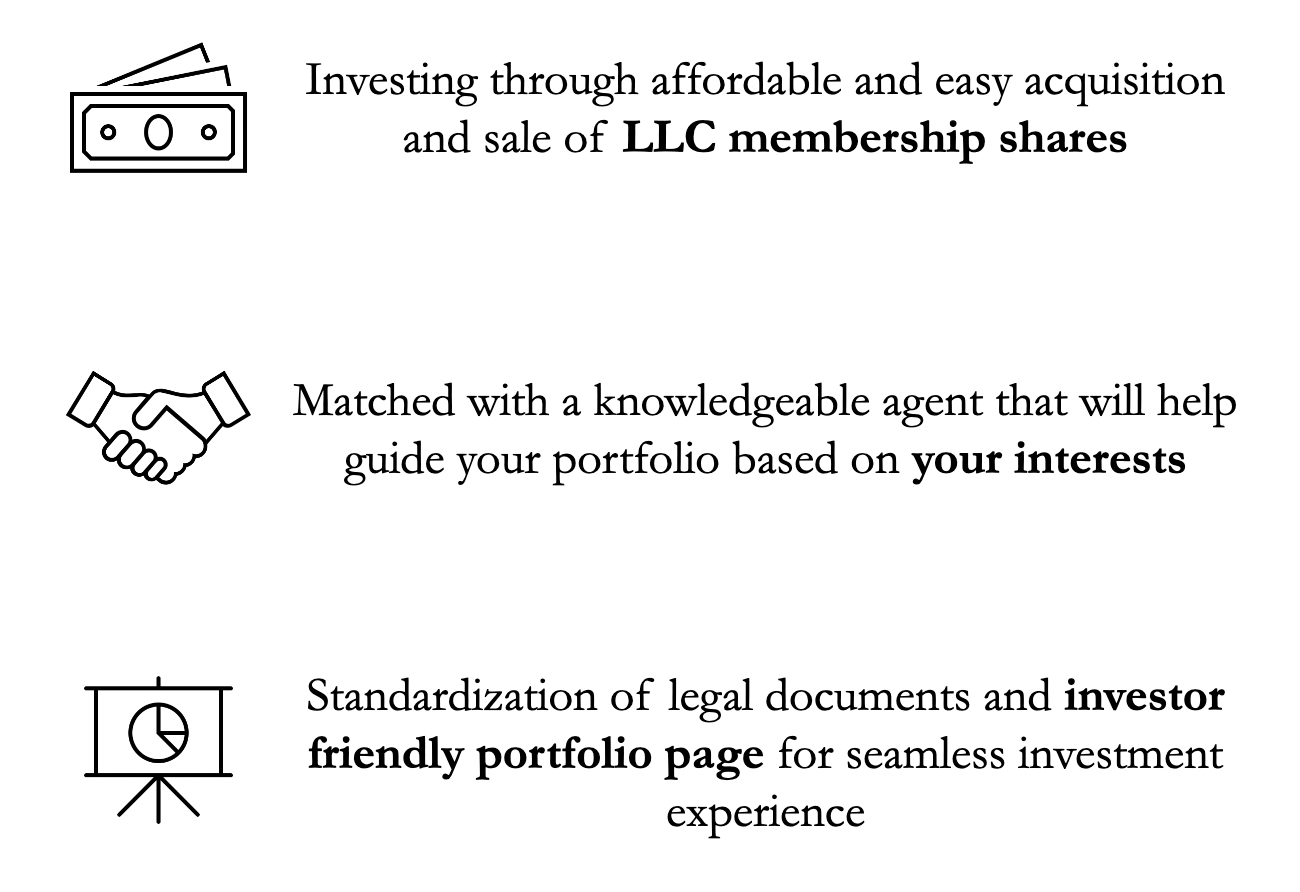 Investing through affordable and easy acquisition
and sale of LLC membership shares
Matched with a knowledgeable agent that will help
guide your portfolio based on your interests
Standardization of legal documents and investor
friendly portfolio page for seamless investment
experience